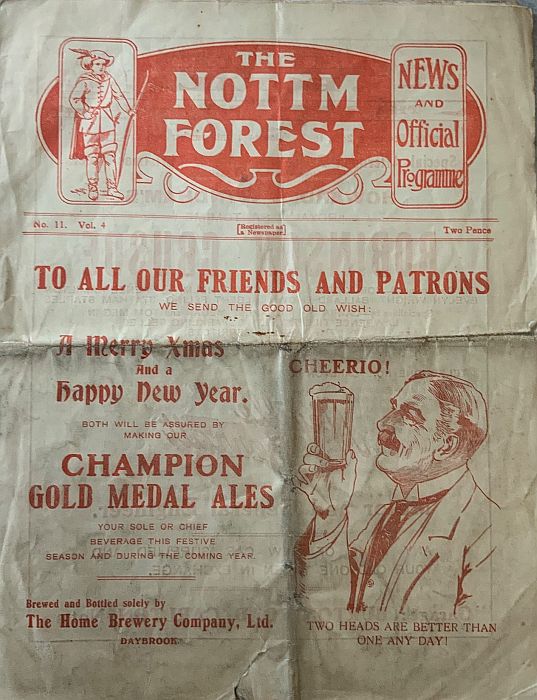 THE
NOTTM
FOREST
NEWS
AND
Official
Programme
No. 11. Vol. 4
Registered as
a Newspaper
Two Pence
TO ALL OUR FRIENDS AND PATRONS
WE SEND THE GOOD OLD WISH:
A Merry Xmas
And a
Happy New Year.
BOTH WILL BE ASSURED BY
MAKING OUR
CHAMPION
GOLD MEDAL ALES
YOUR SOLE OR CHIEF
BEVERAGE THIS FESTIVE
SEASON AND DURING THE COMING YEAR.
Brewed and Bottled solely by
The Home Brewery Company, Ltd.
DAYBROOK.
CHEERIO!
TWO HEADS ARE BETTER THAN
ONE ANY DAY!